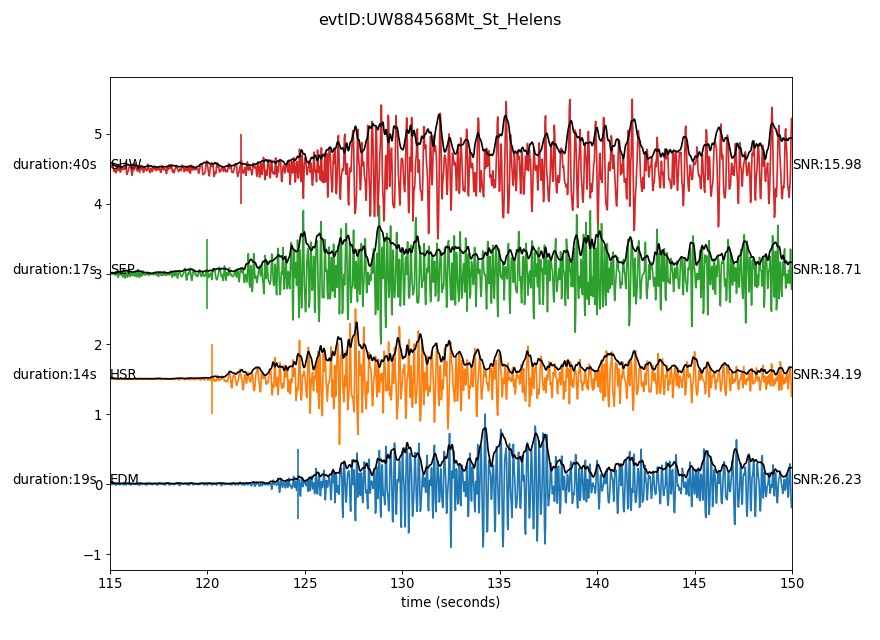 evtID:UW884568Mt_St_Helens
5
duration:40s SHW SNR:15.98
4
duration:17s SEP SNR:18.71
3
2
duration:14s HSR SNR:34.19
1
duration:19s EDM SNR:26.23
0
−1
115 120 125 130 135 140 145 150
time (seconds)